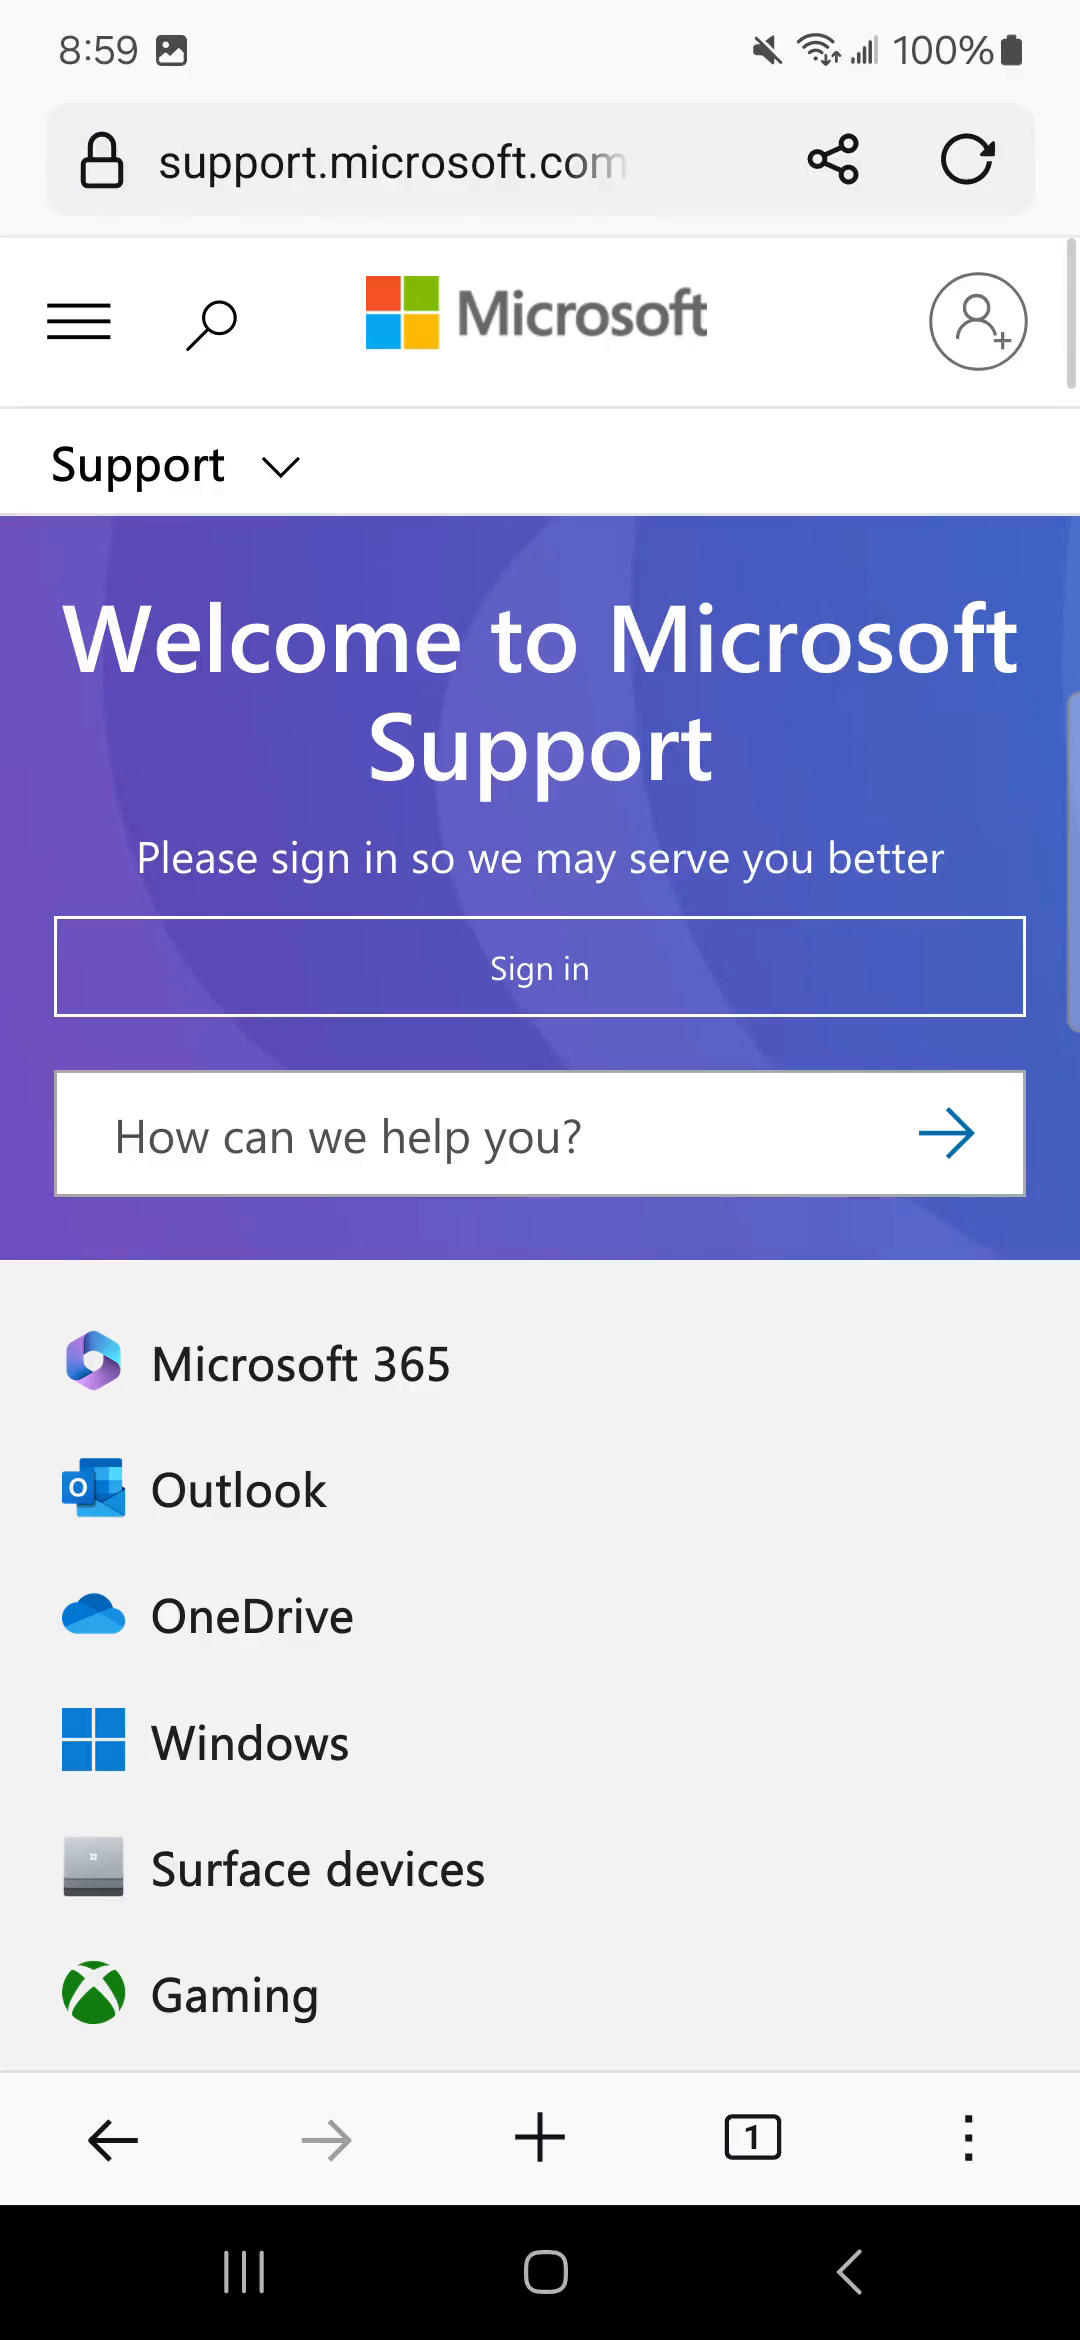 8:59
100%
support.microsoft.com
Microsoft
Support
Welcome to Microsoft
Support
Please sign in so we may serve you better
Sign in
How can we help you?
Microsoft 365
Outlook
OneDrive
Windows
Surface devices
Gaming
1